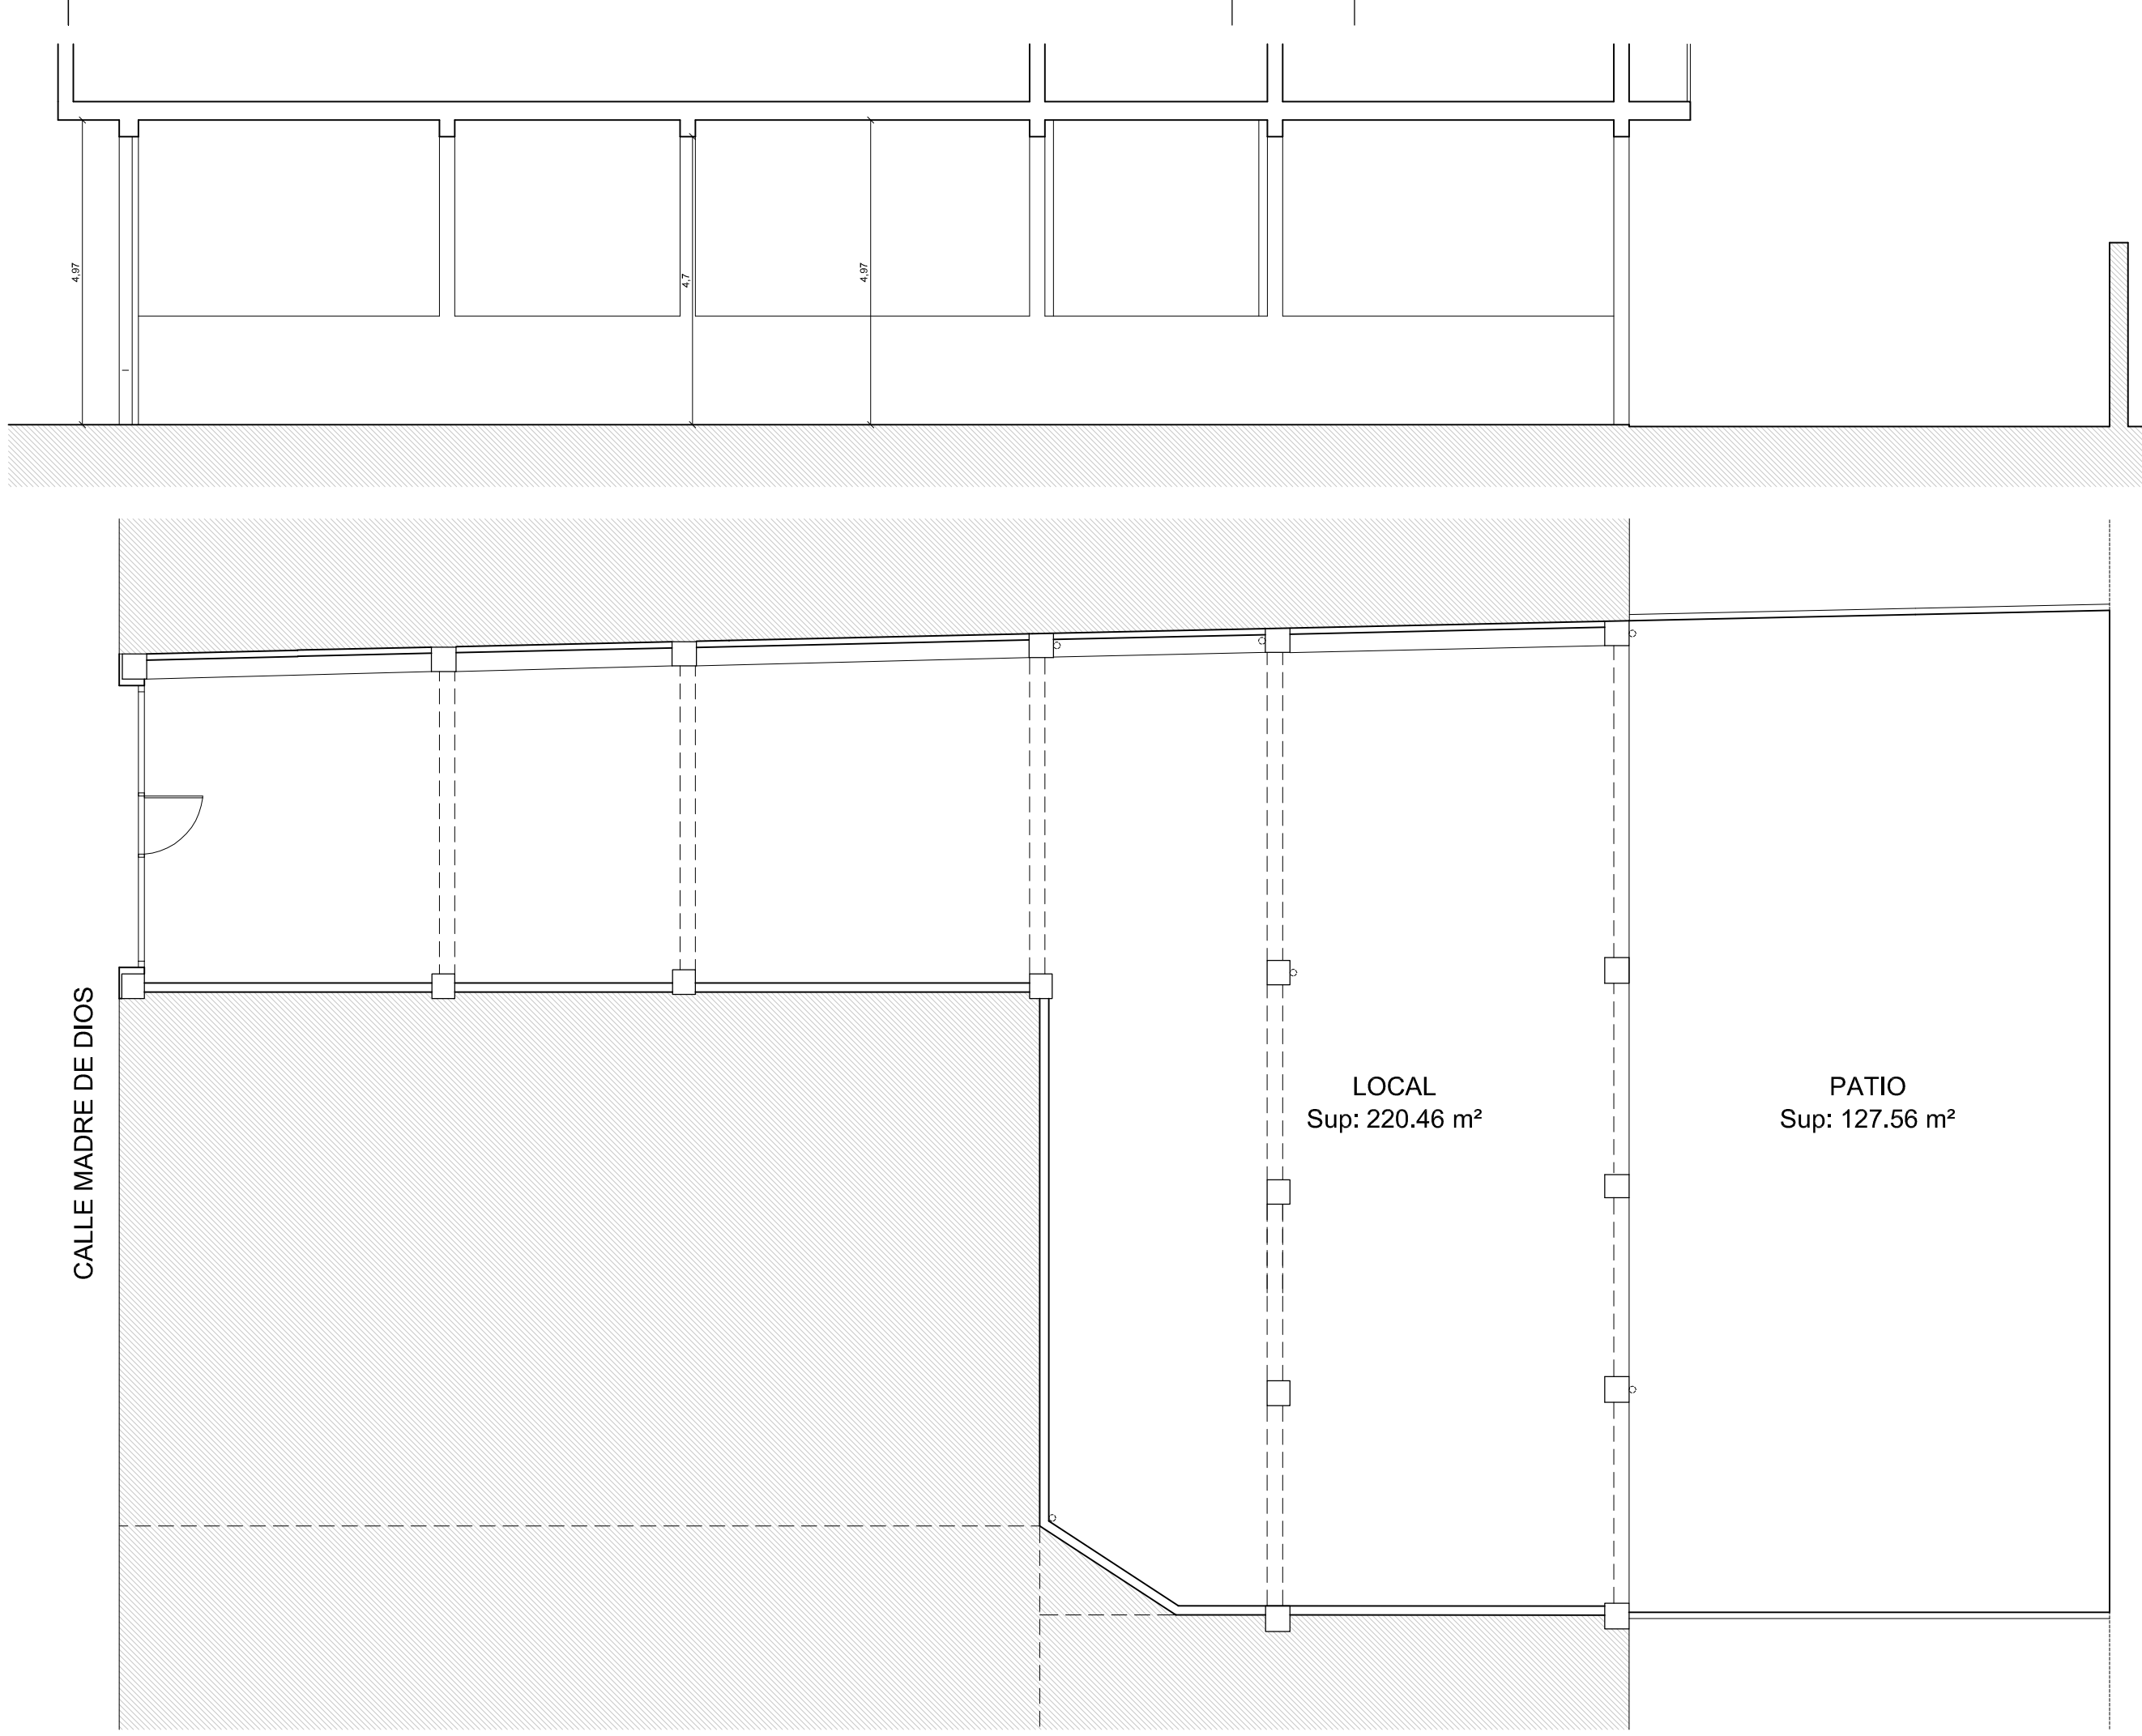 4,97
4,7
4,97
CALLE MADRE DE DIOS
LOCAL
Sup: 220.46 m²
PATIO
Sup: 127.56 m²